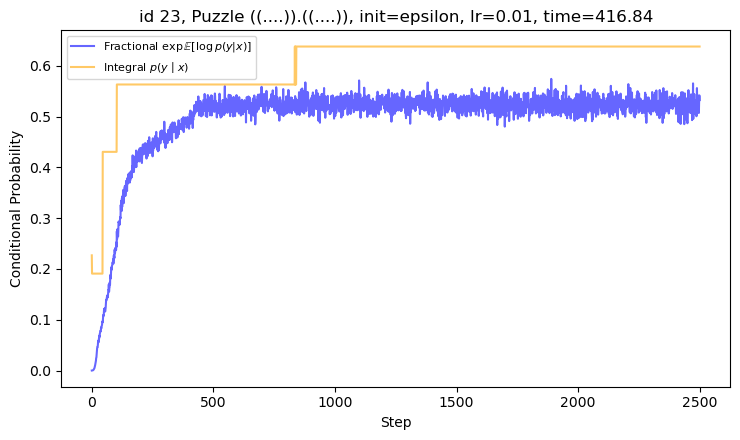 id 23, Puzzle ((....)).((....)), init=epsilon, lr=0.01, time=416.84
Fractional exp𝔼[log p(y|x)]
Integral p(y | x)
Conditional Probability
0.6
0.5
0.4
0.3
0.2
0.1
0.0
0 500 1000 1500 2000 2500
Step